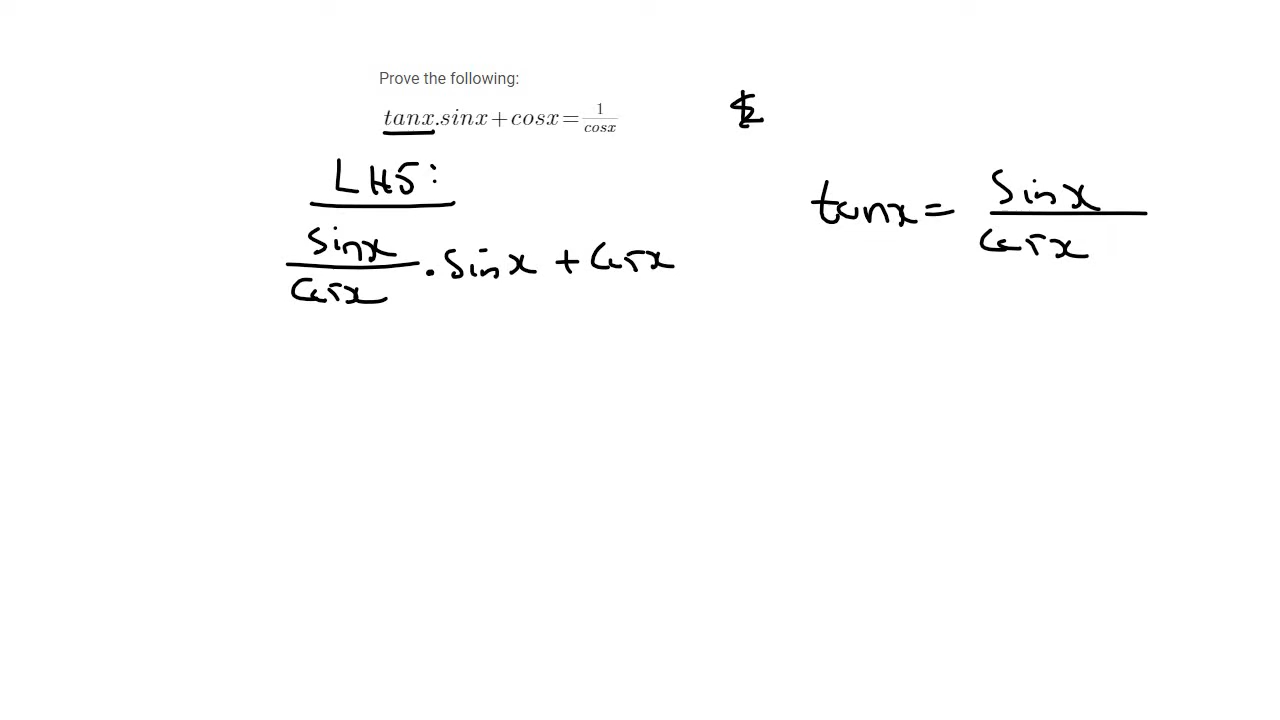 Prove the following:
tanx.sinx+cosx=1/cosx
LHS:
tanx = sinx/cosx
sinx/cosx . sinx + cosx